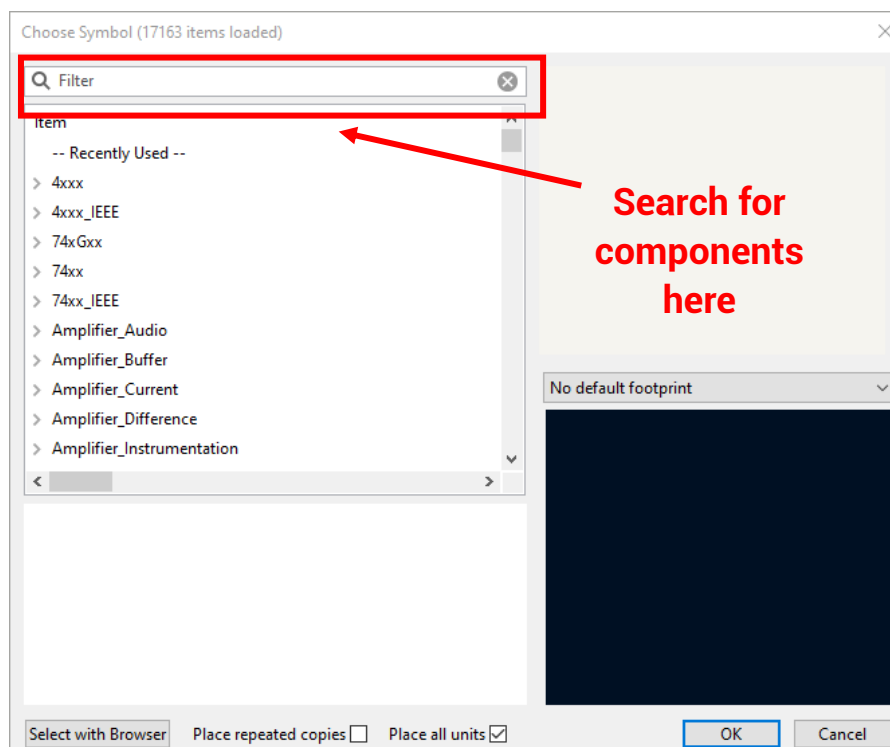 Choose Symbol (17163 items loaded)
Filter
Item
-- Recently Used --
4xxx
4xxx_IEEE
74xGxx
74xx
74xx_IEEE
Amplifier_Audio
Amplifier_Buffer
Amplifier_Current
Amplifier_Difference
Amplifier_Instrumentation
Search for
components
here
No default footprint
Select with Browser Place repeated copies Place all units OK Cancel